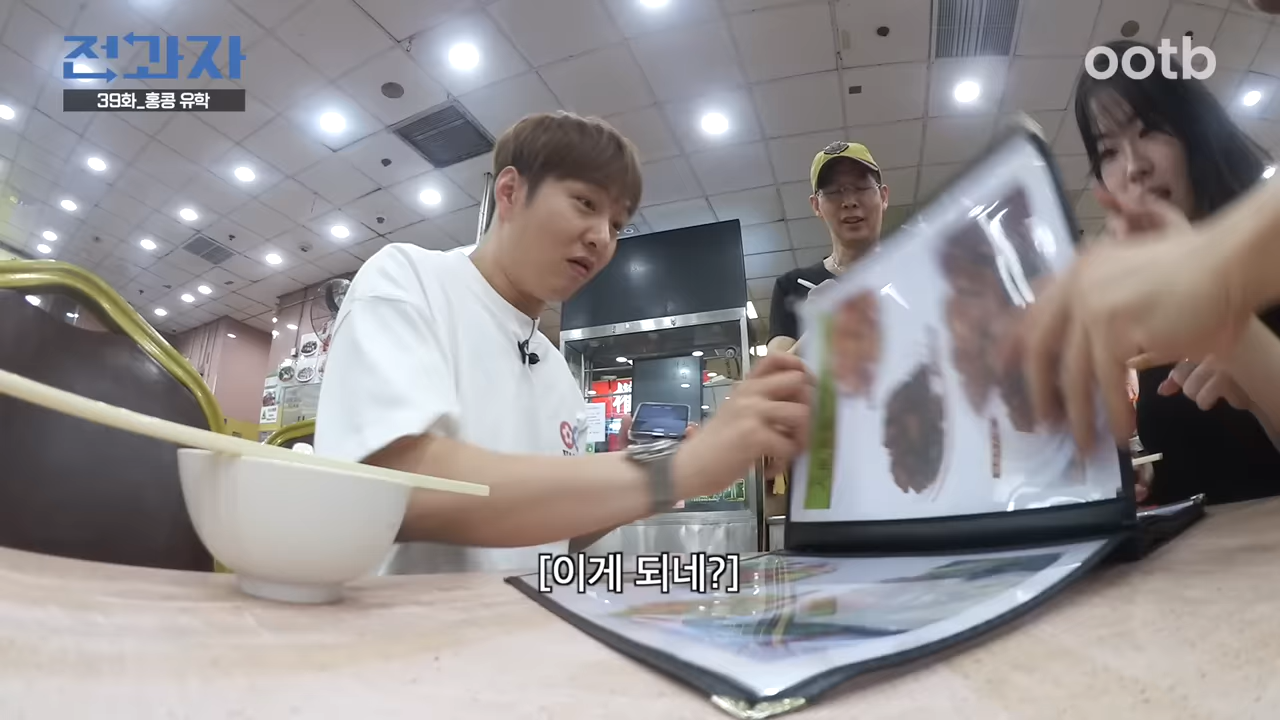 전과자
ootb
39화_홍콩 유학
[이게 되네?]